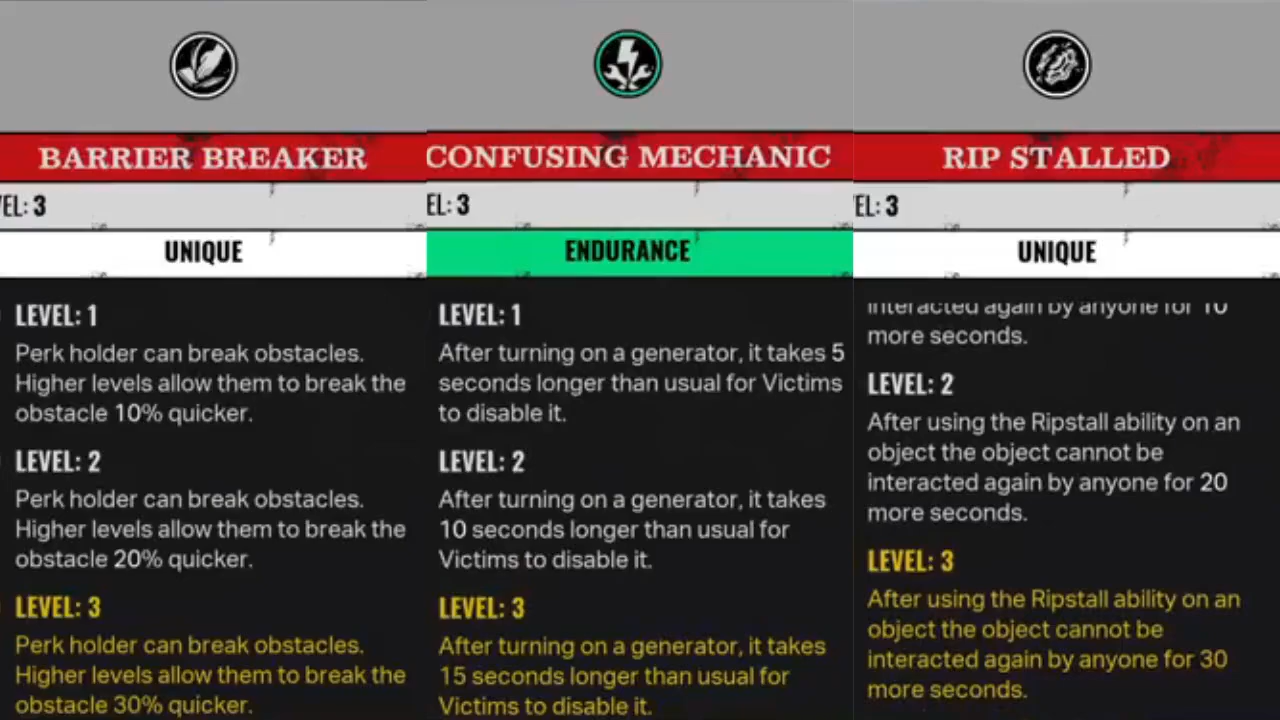 BARRIER BREAKER
EL: 3
UNIQUE
LEVEL: 1
Perk holder can break obstacles.
Higher levels allow them to break the
obstacle 10% quicker.
LEVEL: 2
Perk holder can break obstacles.
Higher levels allow them to break the
obstacle 20% quicker.
LEVEL: 3
Perk holder can break obstacles.
Higher levels allow them to break the
obstacle 30% quicker.
CONFUSING MECHANIC
EL: 3
ENDURANCE
LEVEL: 1
After turning on a generator, it takes 5
seconds longer than usual for Victims
to disable it.
LEVEL: 2
After turning on a generator, it takes
10 seconds longer than usual for
Victims to disable it.
LEVEL: 3
After turning on a generator, it takes
15 seconds longer than usual for
Victims to disable it.
RIP STALLED
EL: 3
UNIQUE
interacted again by anyone for 10
more seconds.
LEVEL: 2
After using the Ripstall ability on an
object the object cannot be
interacted again by anyone for 20
more seconds.
LEVEL: 3
After using the Ripstall ability on an
object the object cannot be
interacted again by anyone for 30
more seconds.